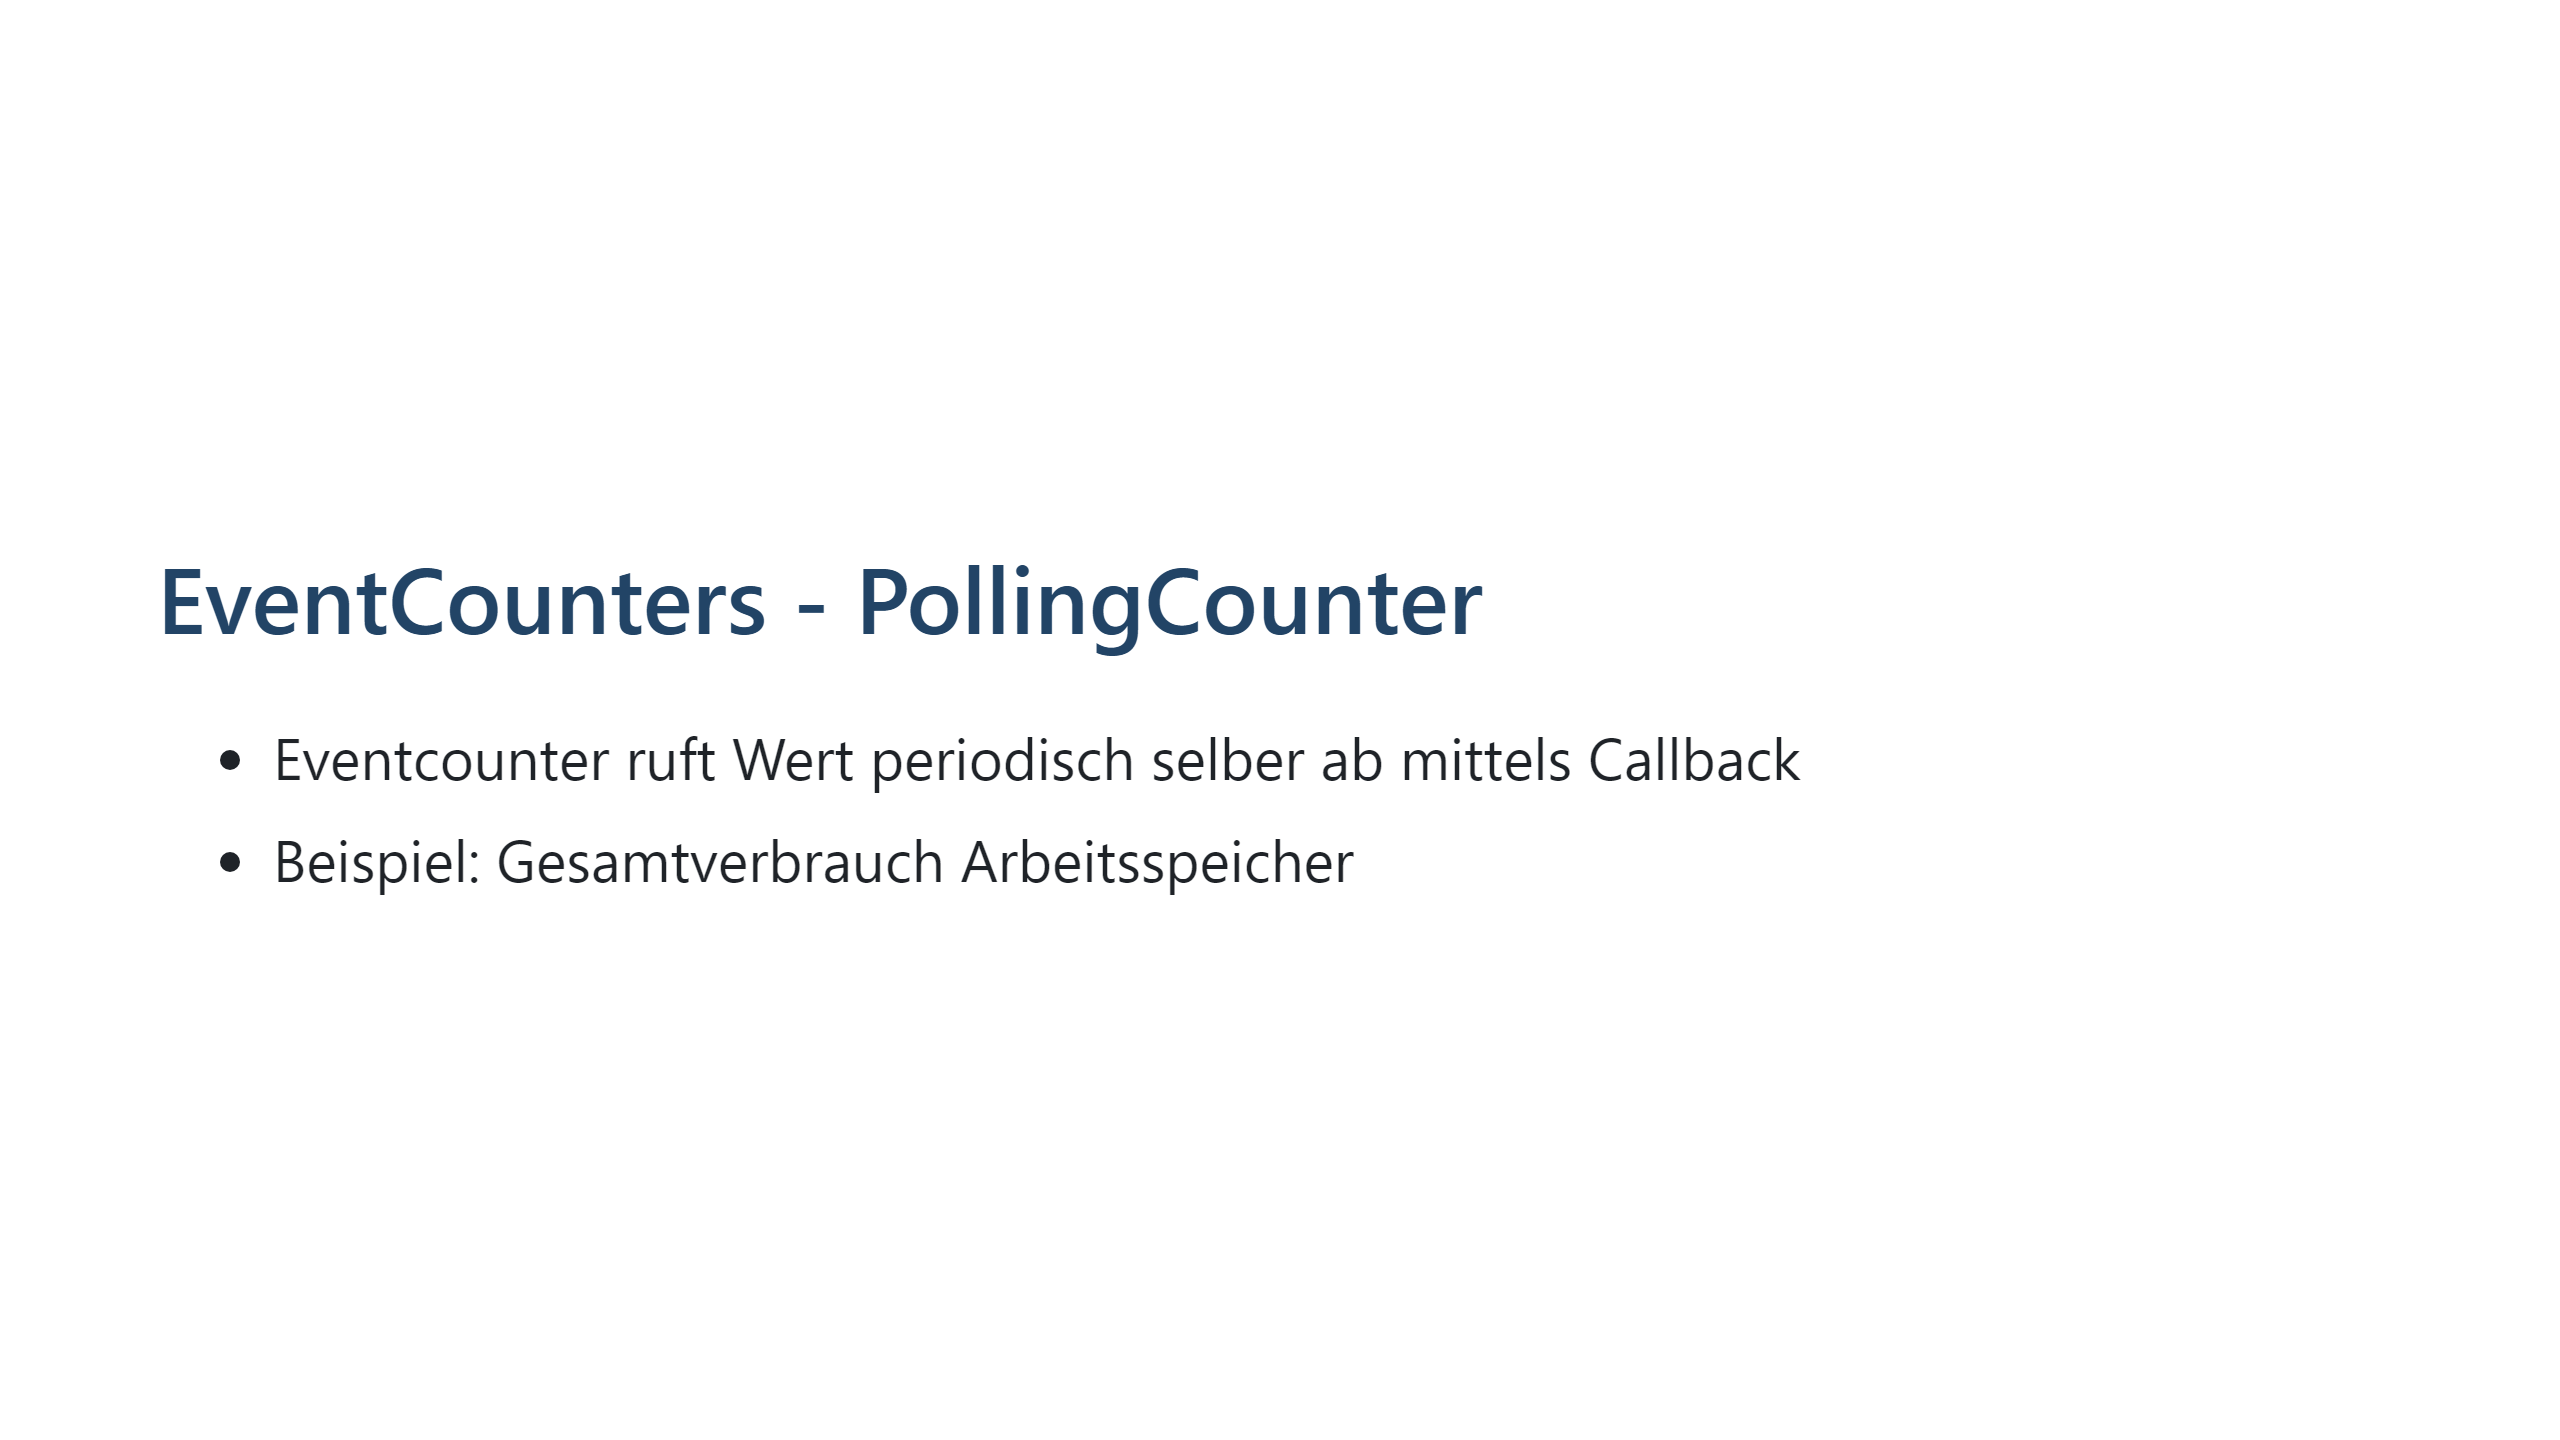 EventCounters - PollingCounter
• Eventcounter ruft Wert periodisch selber ab mittels Callback
• Beispiel: Gesamtverbrauch Arbeitsspeicher